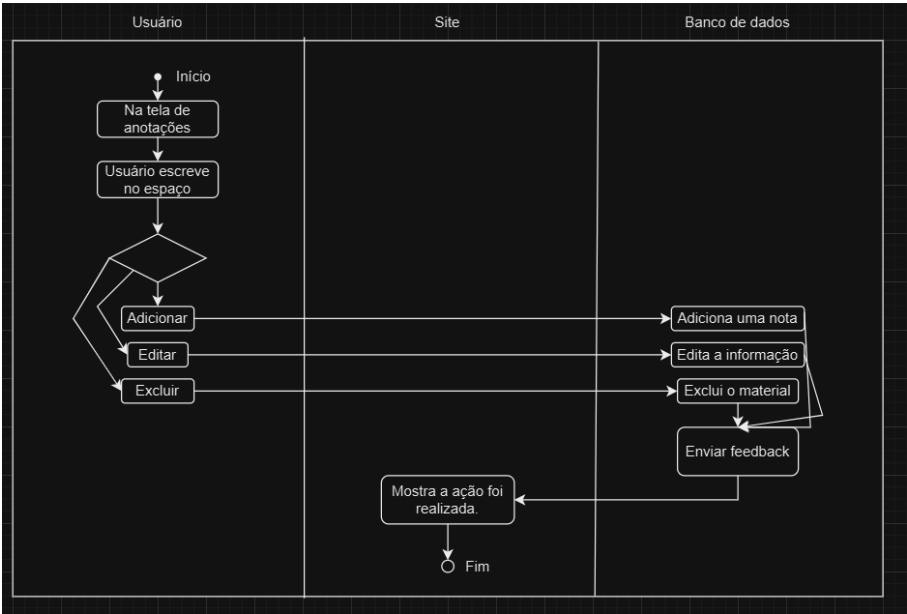 Usuário
Site
Banco de dados
Início
Na tela de
anotações
Usuário escreve
no espaço
Adicionar
Adiciona uma nota
Editar
Edita a informação
Excluir
Exclui o material
Enviar feedback
Mostra a ação foi
realizada.
Fim